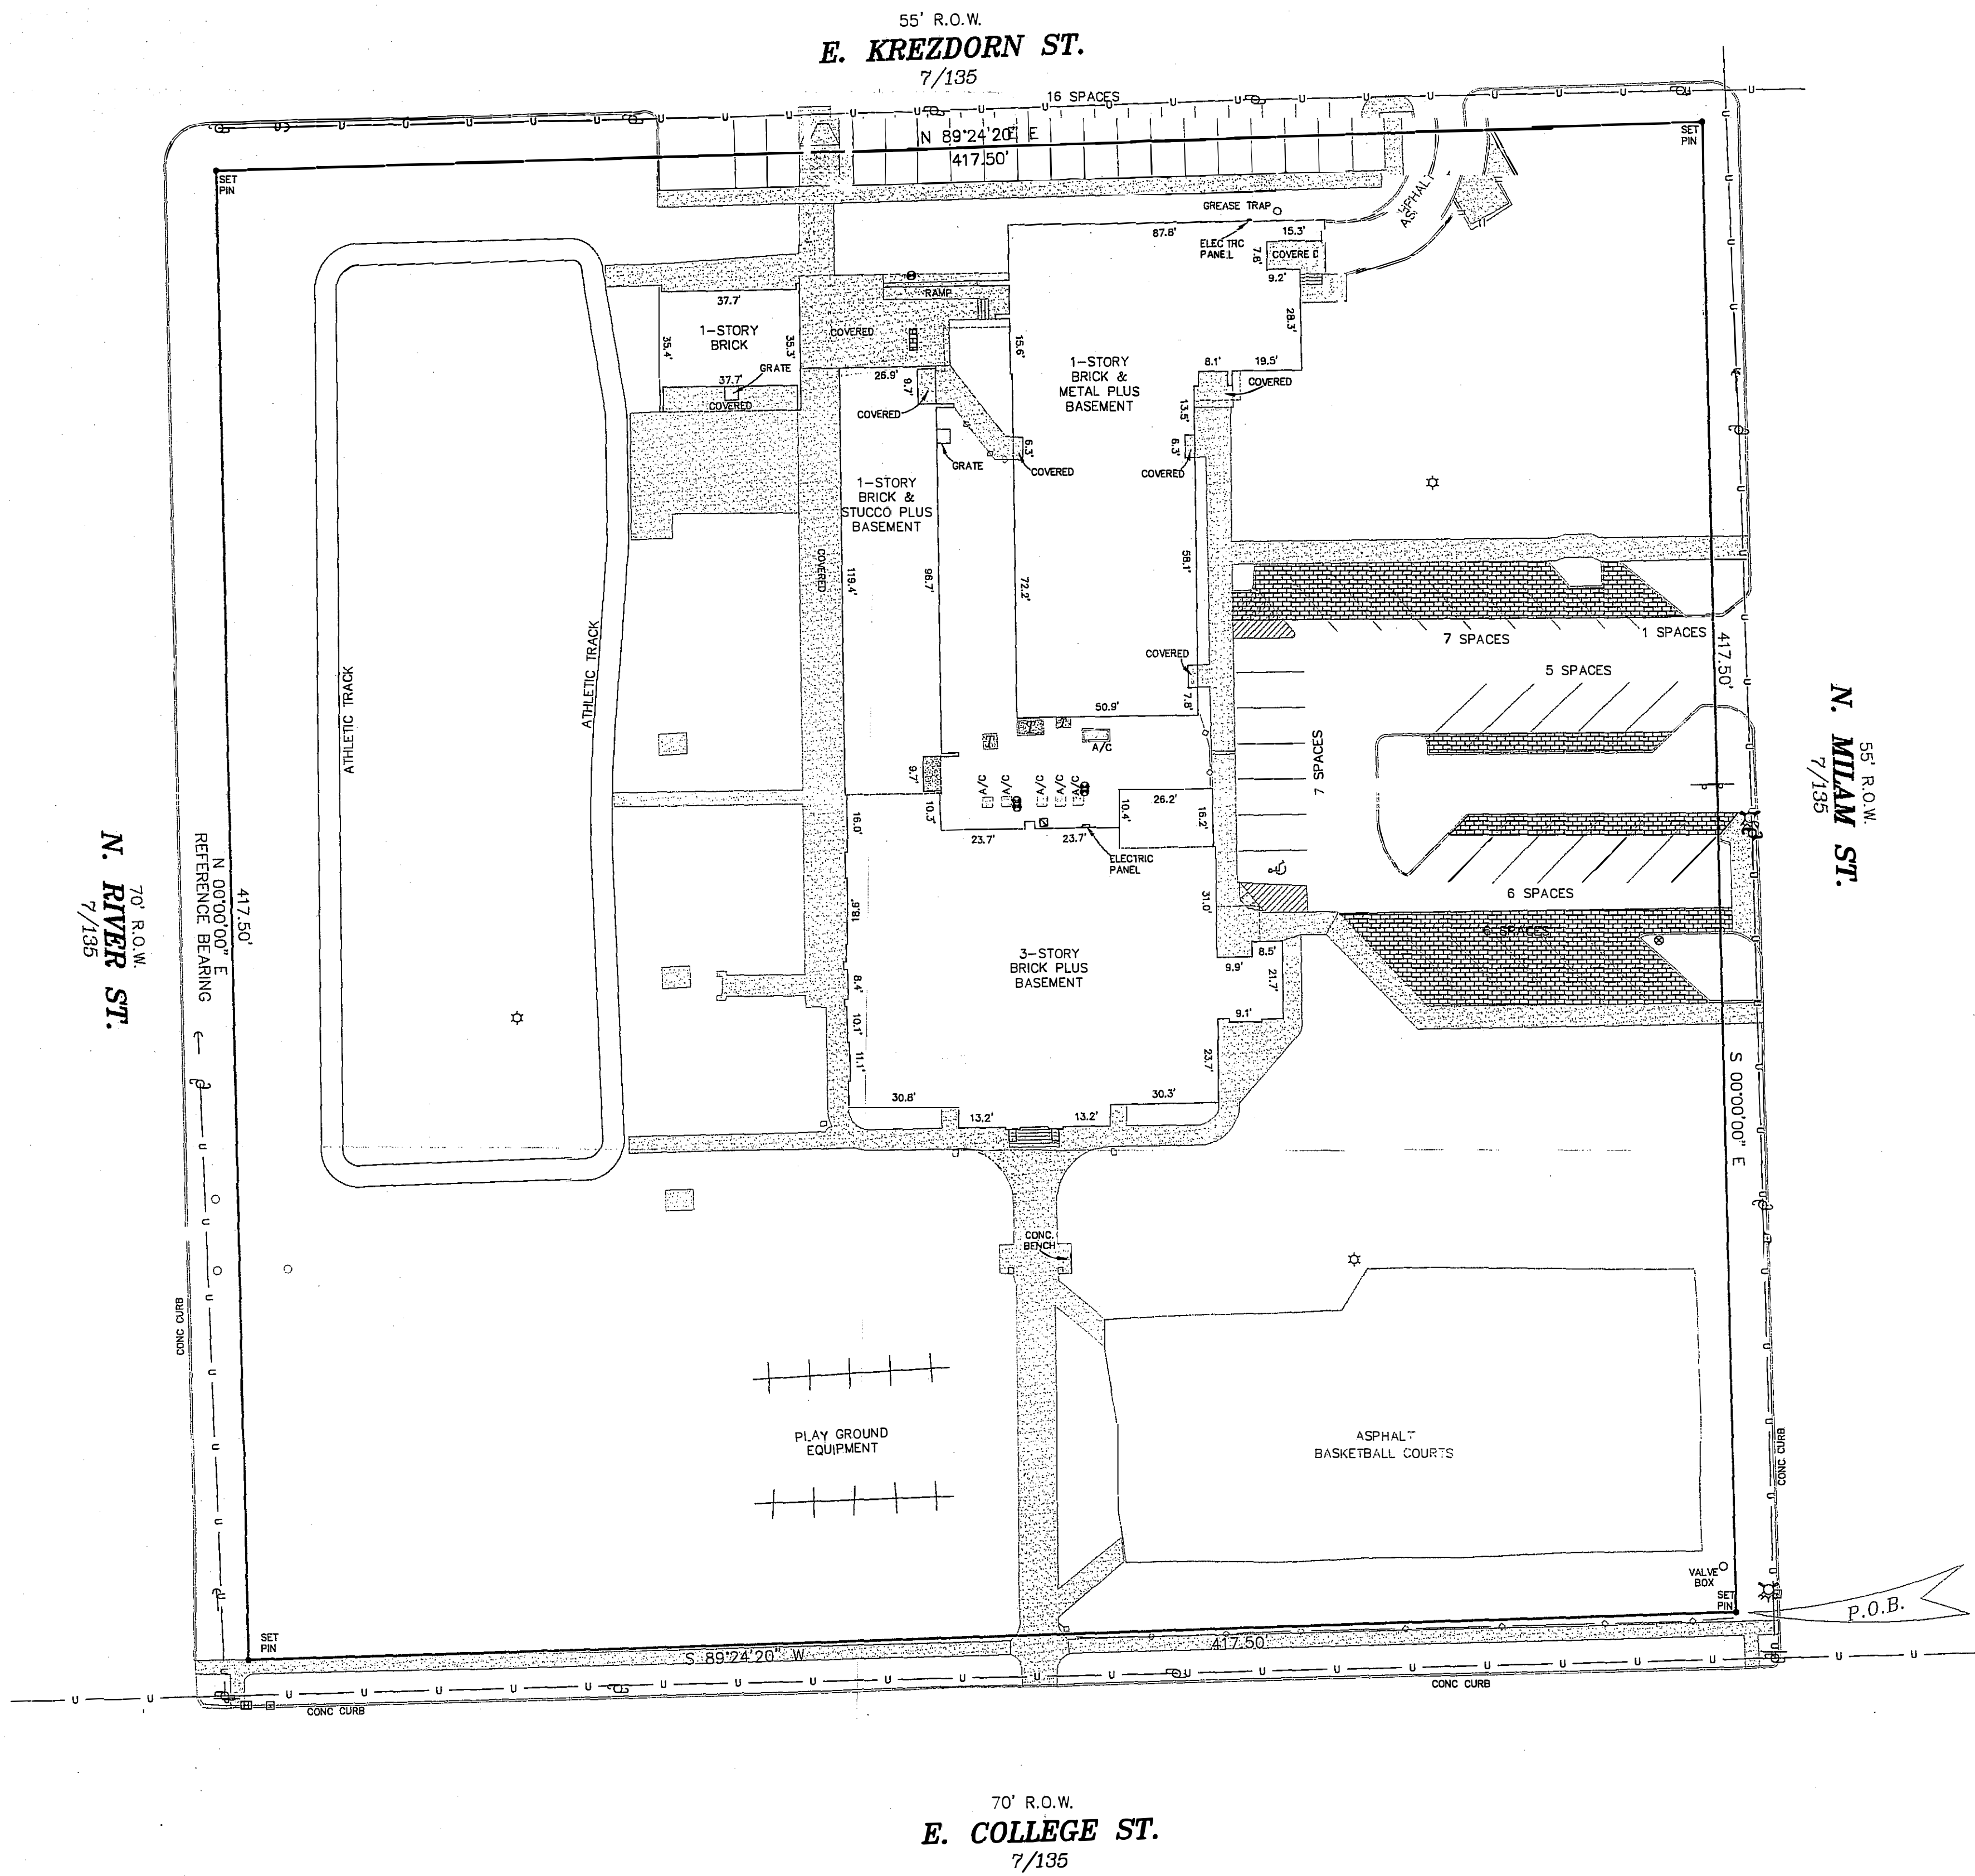 55' R.O.W.
E. KREZDORN ST.
7/135
16 SPACES
N 89°24'20" E E
417.50'
SET
PIN
SET
PIN
ASPHALT
GREASE TRAP
87.8'
ELECTRC
PANEL
15.3'
7.8'
COVERED
9.2'
28.3'
RAMP
37.7'
1-STORY
BRICK
35.4'
35.3'
COVERED
15.6'
37.7'
GRATE
COVERED
26.9'
9.7'
COVERED
1-STORY
BRICK &
METAL PLUS
BASEMENT
8.1'
19.5'
COVERED
13.5'
6.3'
COVERED
6.3'
COVERED
GRATE
1-STORY
BRICK &
STUCCO PLUS
BASEMENT
COVERED
119.4'
96.7'
72.2'
58.1'
7 SPACES
1 SPACES
417.50'
5 SPACES
COVERED
7.8'
50.9'
A/C
7 SPACES
ATHLETIC TRACK
ATHLETIC TRACK
N. MILAM ST.
55' R.O.W.
7/135
9.7'
A/C
A/C
A/C
A/C
A/C
10.3'
23.7'
23.7'
ELECTRIC
PANEL
10.4'
26.2'
16.2'
16.0'
18.6'
8.4'
10.1'
11.1'
31.0'
6 SPACES
6 SPACES
3-STORY
BRICK PLUS
BASEMENT
9.9'
8.5'
21.7'
9.1'
23.7'
30.8'
13.2'
13.2'
30.3'
417.50'
N 00°00'00" E
REFERENCE BEARING
70' R.O.W.
N. RIVER ST.
7/135
S 00°00'00" E
CONC.
BENCH
CONC CURB
PLAY GROUND
EQUIPMENT
ASPHALT
BASKETBALL COURTS
CONC CURB
VALVE
BOX
SET
PIN
P.O.B.
SET
PIN
S 89°24'20" W
417.50'
CONC CURB
CONC CURB
70' R.O.W.
E. COLLEGE ST.
7/135